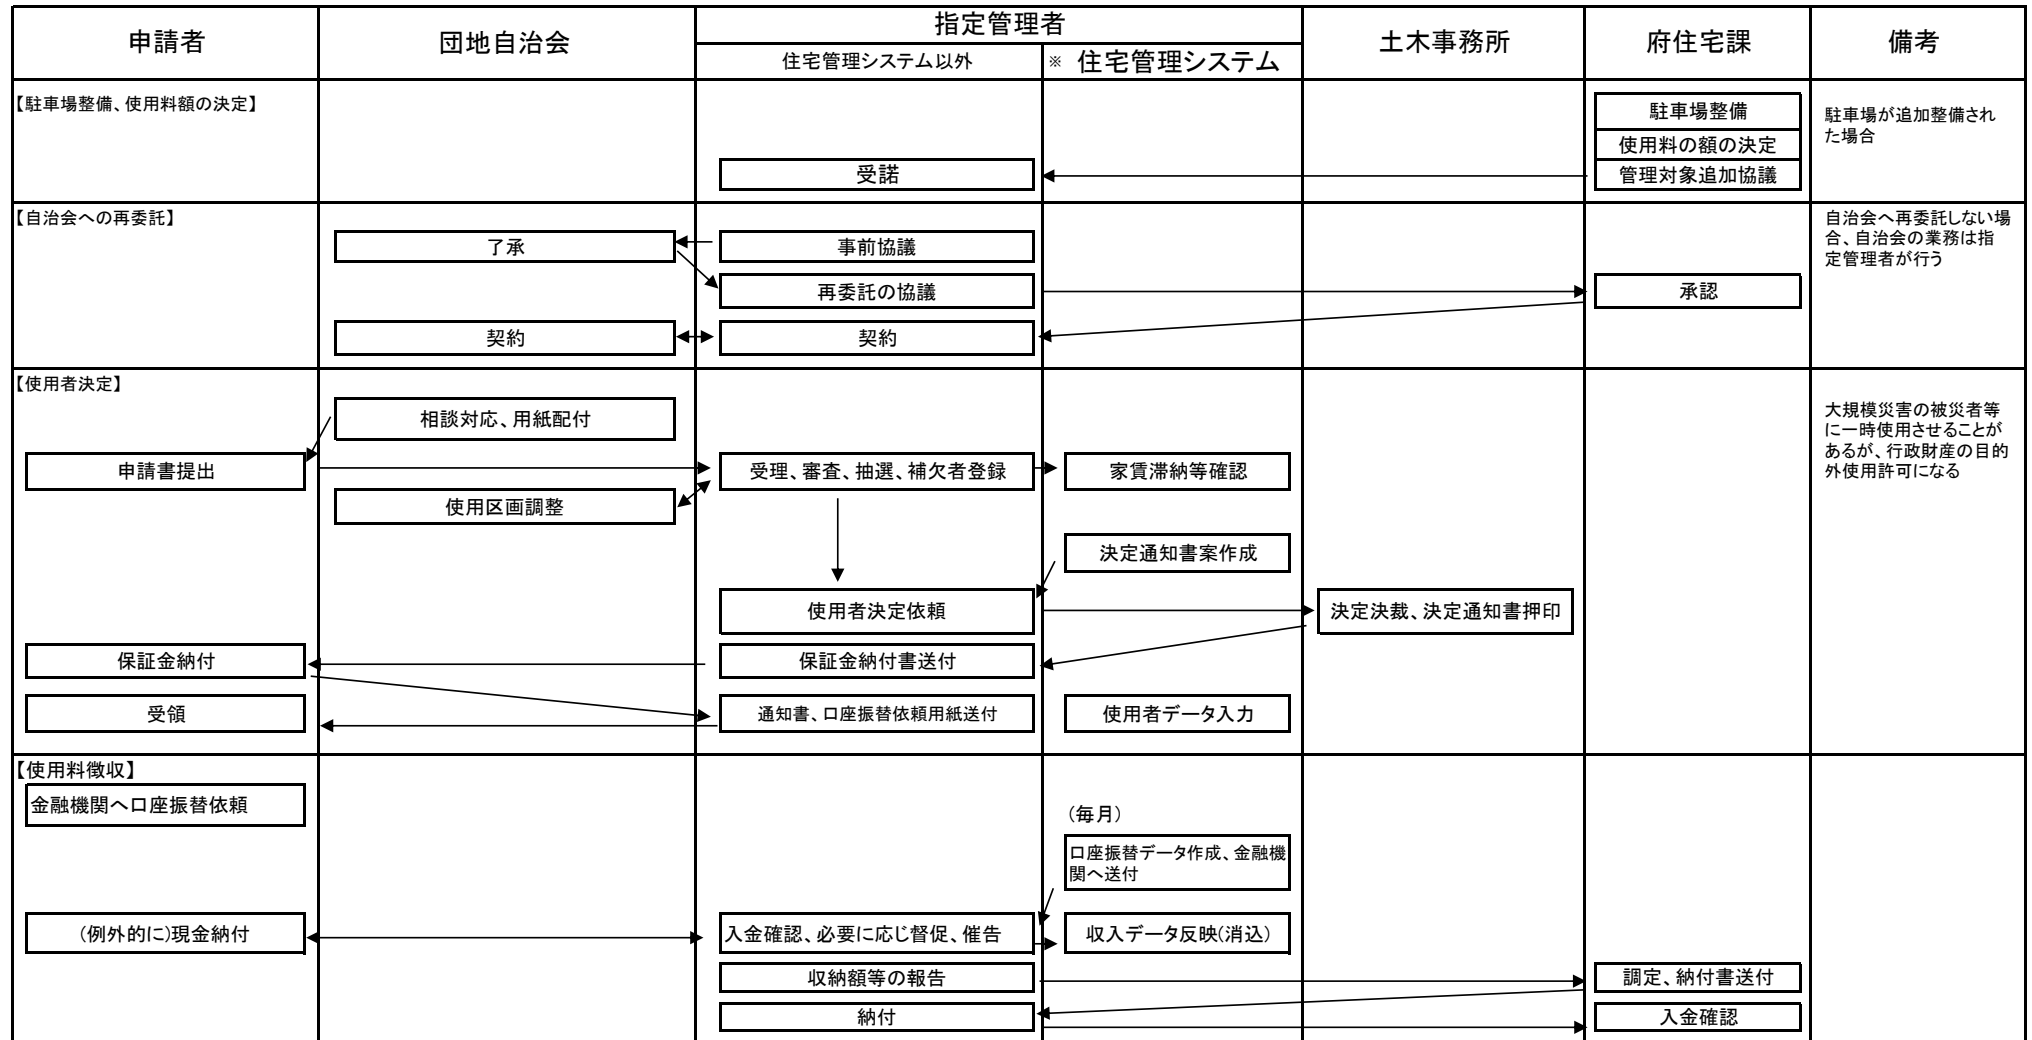 申請者
団地自治会
指定管理者
住宅管理システム以外
※ 住宅管理システム
土木事務所
府住宅課
備考
【駐車場整備、使用料額の決定】
駐車場整備
使用料の額の決定
受諾
管理対象追加協議
駐車場が追加整備され
た場合
【自治会への再委託】
了承
事前協議
再委託の協議
承認
契約
契約
自治会へ再委託しない場
合、自治会の業務は指
定管理者が行う
【使用者決定】
相談対応、用紙配付
申請書提出
受理、審査、抽選、補欠者登録
家賃滞納等確認
使用区画調整
決定通知書案作成
使用者決定依頼
決定決裁、決定通知書押印
保証金納付
保証金納付書送付
受領
通知書、口座振替依頼用紙送付
使用者データ入力
大規模災害の被災者等
に一時使用させることが
あるが、行政財産の目的
外使用許可になる
【使用料徴収】
金融機関へ口座振替依頼
(毎月)
口座振替データ作成、金融機
関へ送付
(例外的に)現金納付
入金確認、必要に応じ督促、催告
収入データ反映(消込)
収納額等の報告
調定、納付書送付
納付
入金確認